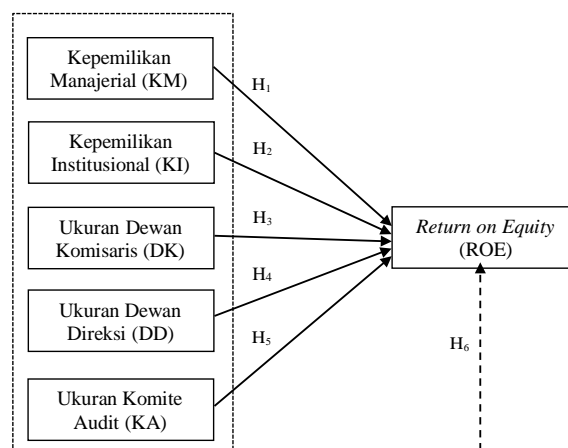 Kepemilikan
Manajerial (KM)
H1
Kepemilikan
Institusional (KI)
H2
Ukuran Dewan
Komisaris (DK)
H3
Return on Equity
(ROE)
Ukuran Dewan
Direksi (DD)
H4
H5
H6
Ukuran Komite
Audit (KA)